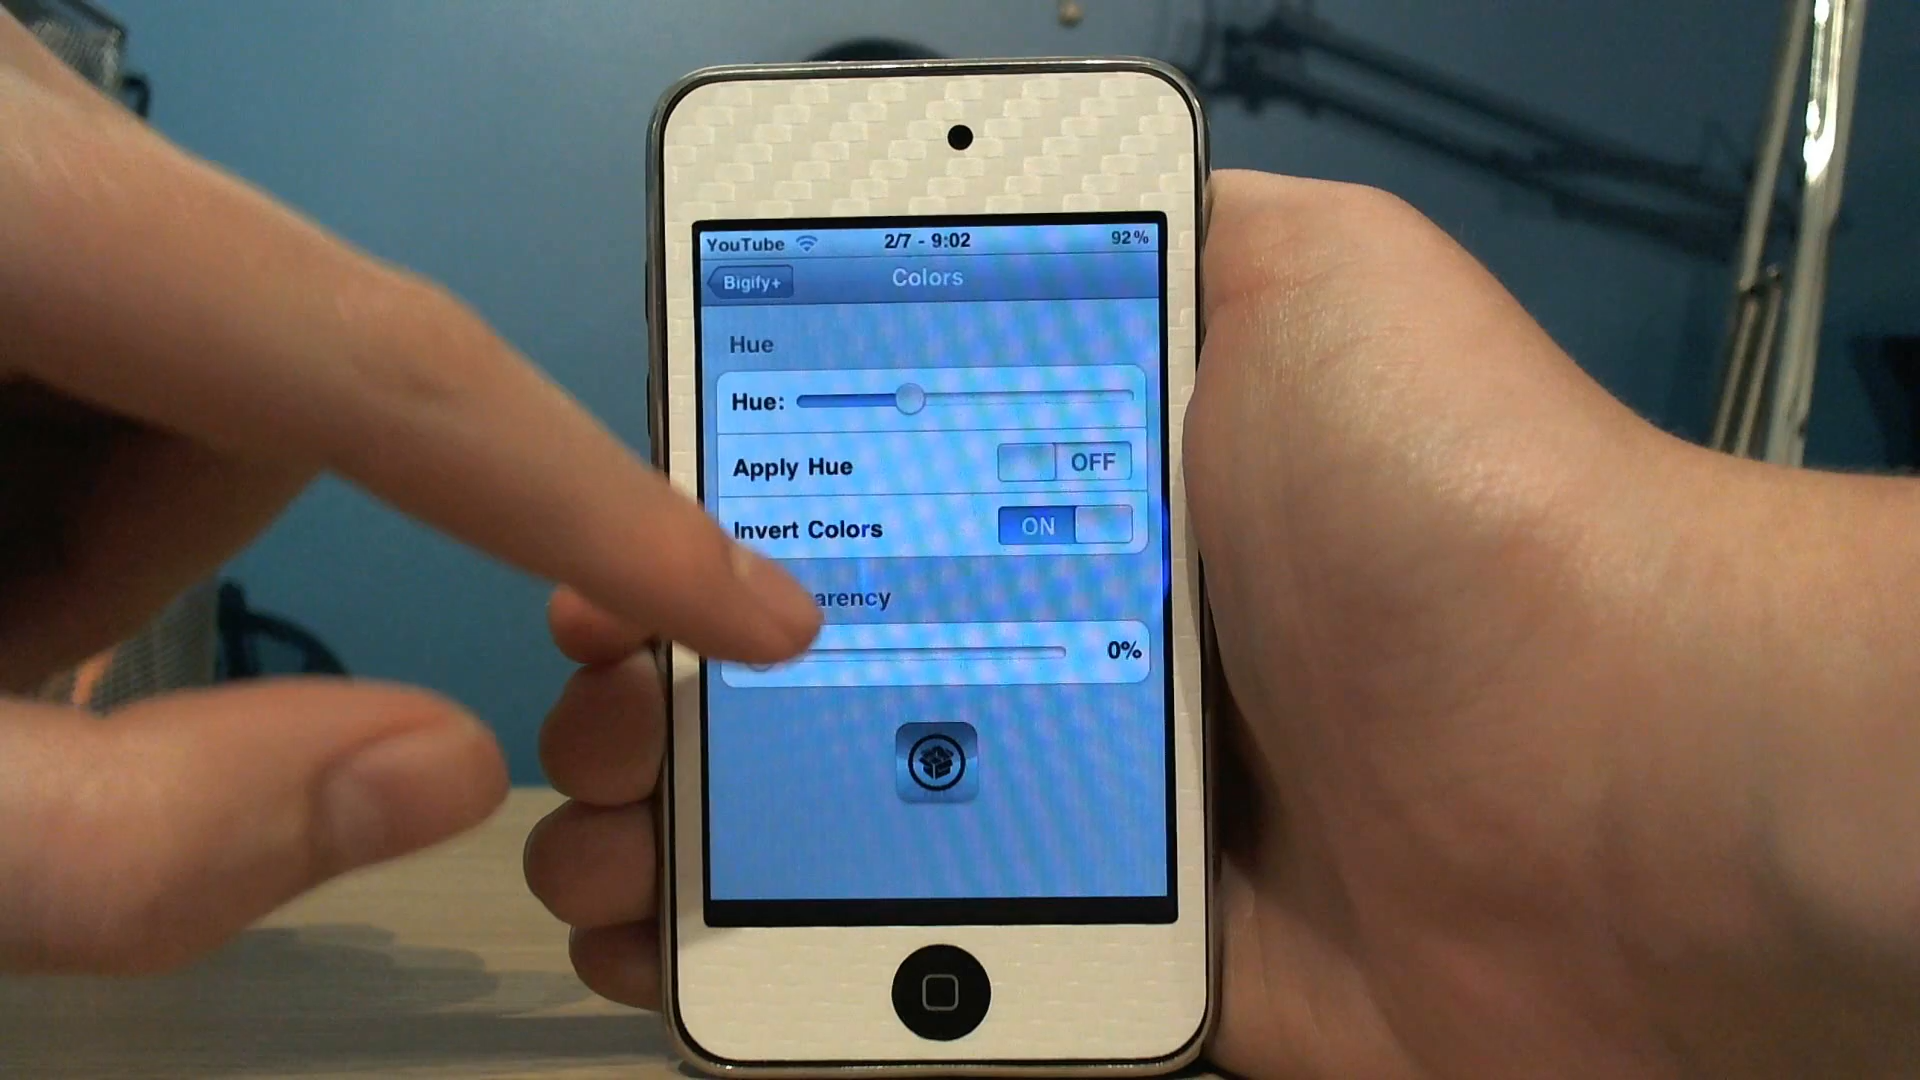 YouTube 2/7 - 9:02 92%
Bigify+ Colors
Hue
Hue:
Apply Hue OFF
Invert Colors ON
arency
0%